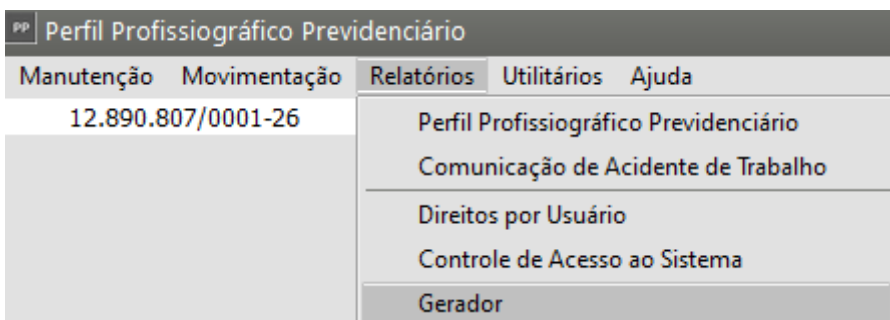 PP Perfil Profissiográfico Previdenciário
Manutenção Movimentação Relatórios Utilitários Ajuda
12.890.807/0001-26
Perfil Profissiográfico Previdenciário
Comunicação de Acidente de Trabalho
Direitos por Usuário
Controle de Acesso ao Sistema
Gerador